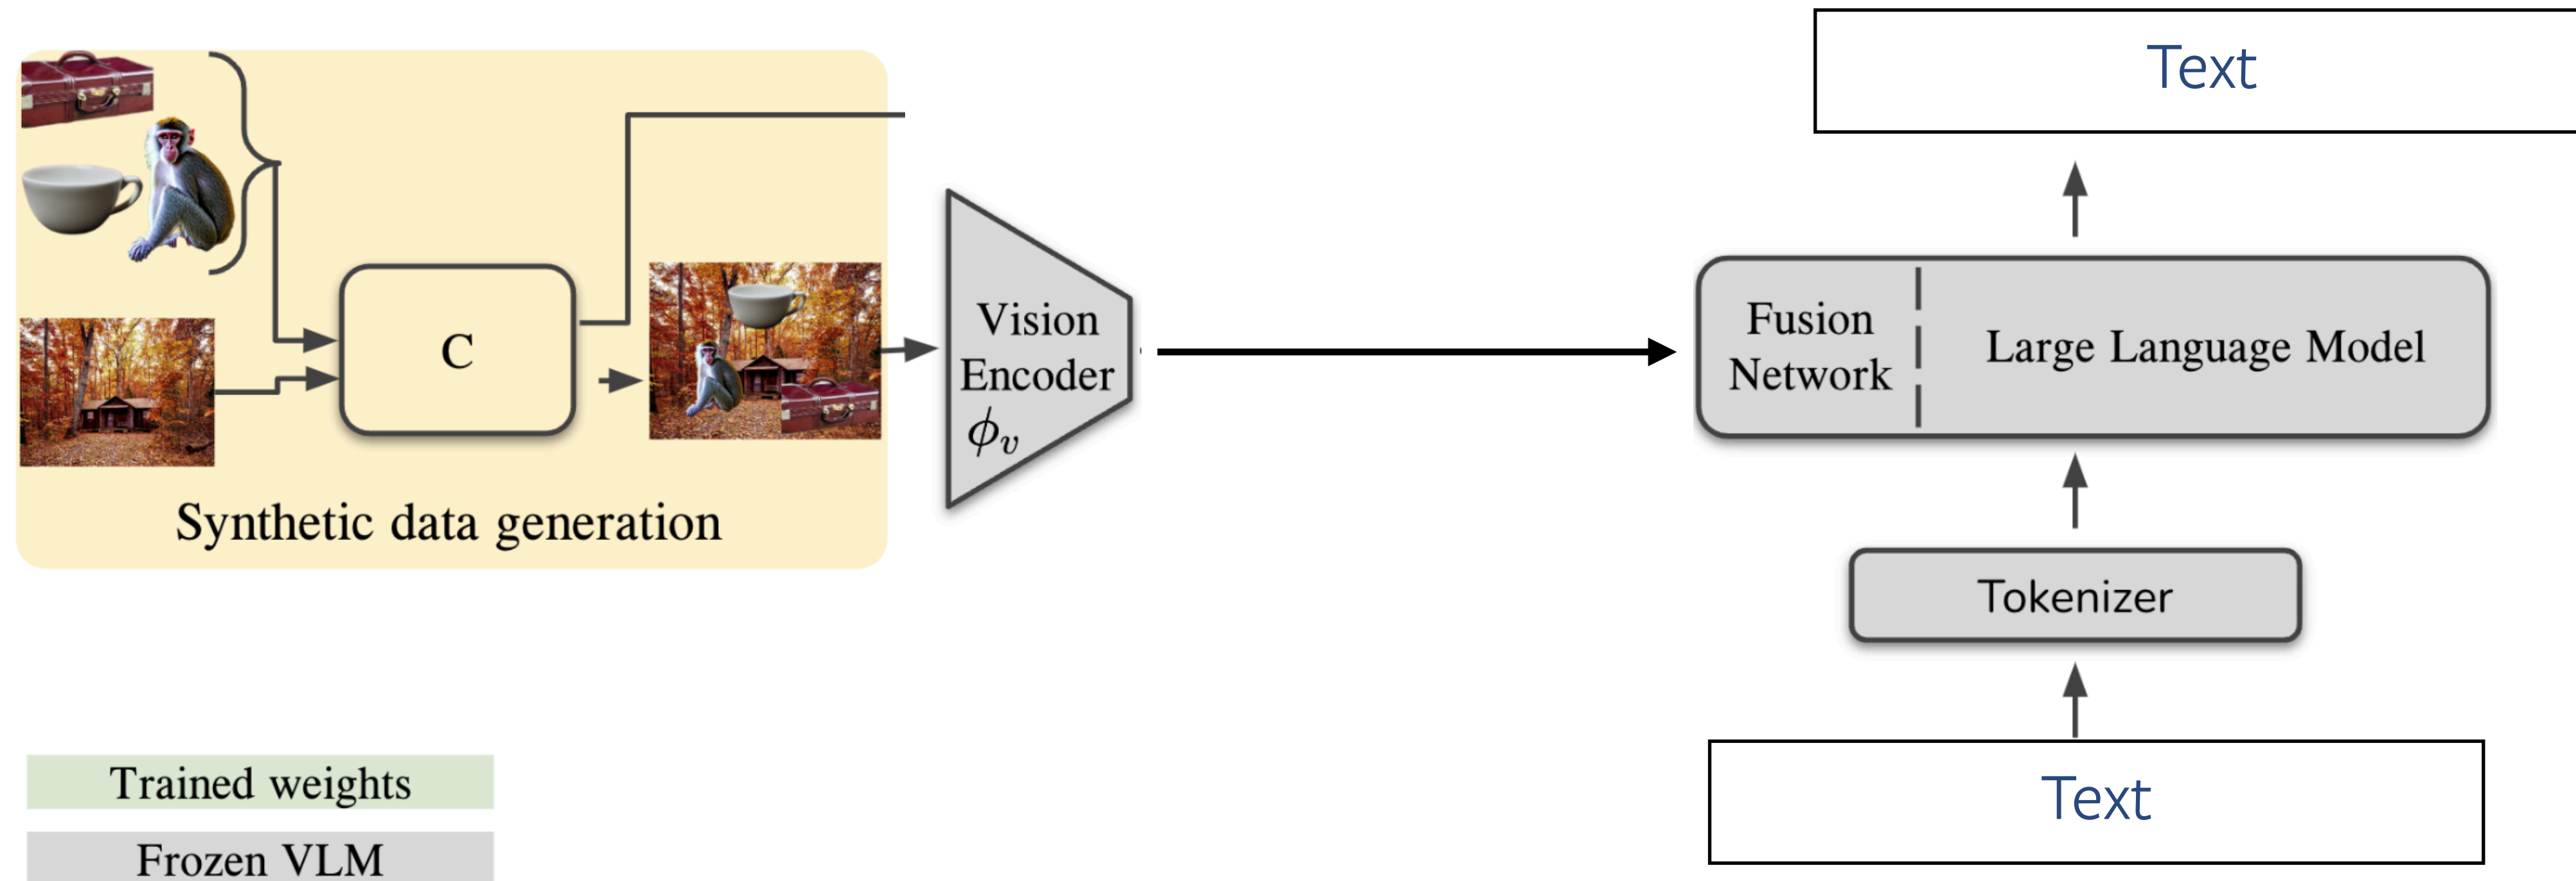 Text
C
Synthetic data generation
Vision
Encoder
ϕᵥ
Fusion
Network
Large Language Model
Tokenizer
Text
Trained weights
Frozen VLM